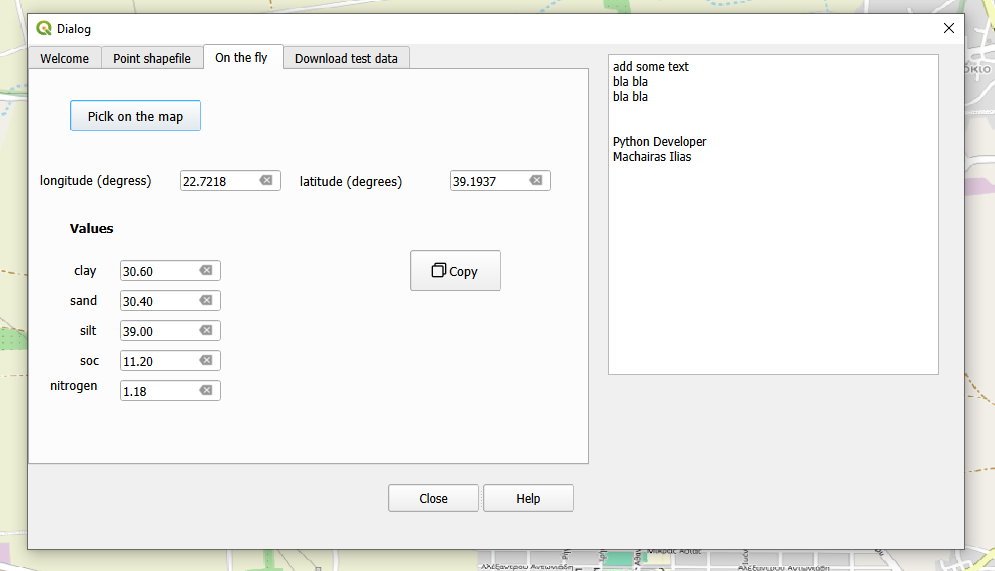 Dialog
Welcome
Point shapefile
On the fly
Download test data
Piclk on the map
longitude (degress)
22.7218
latitude (degrees)
39.1937
Values
clay
30.60
sand
30.40
silt
39.00
soc
11.20
nitrogen
1.18
Copy
add some text
bla bla
bla bla
Python Developer
Machairas Ilias
Close
Help
Αλεξάνδρου Παπαναστασίου